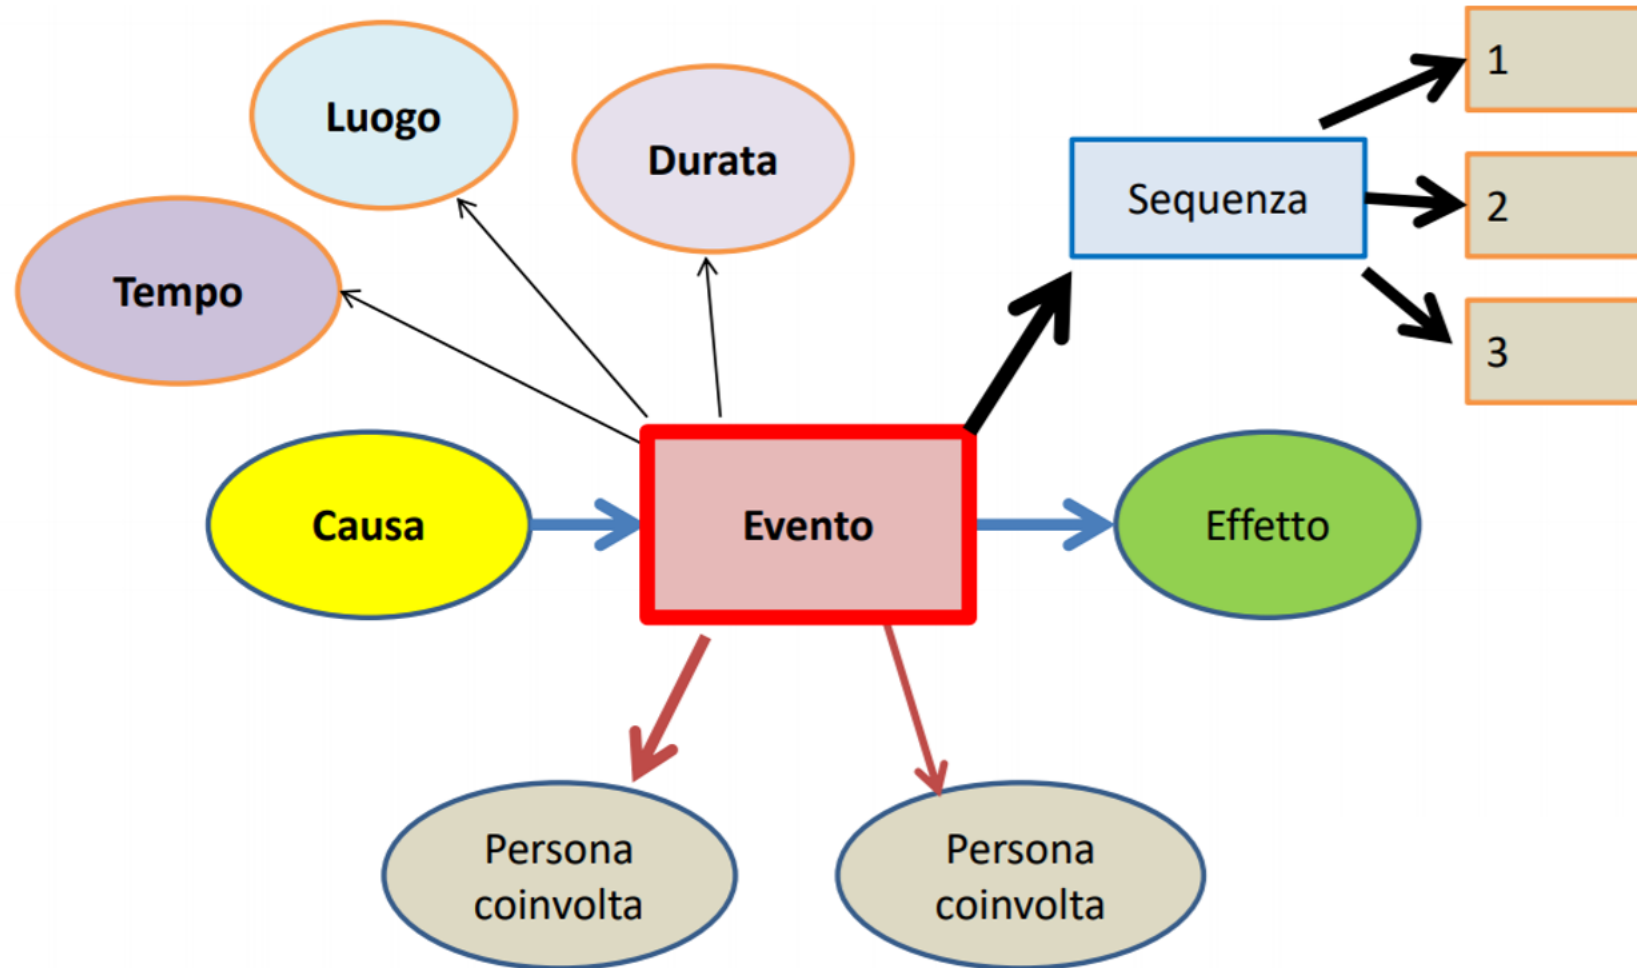 Luogo
Durata
Tempo
Sequenza
1
2
3
Causa
Evento
Effetto
Persona
coinvolta
Persona
coinvolta